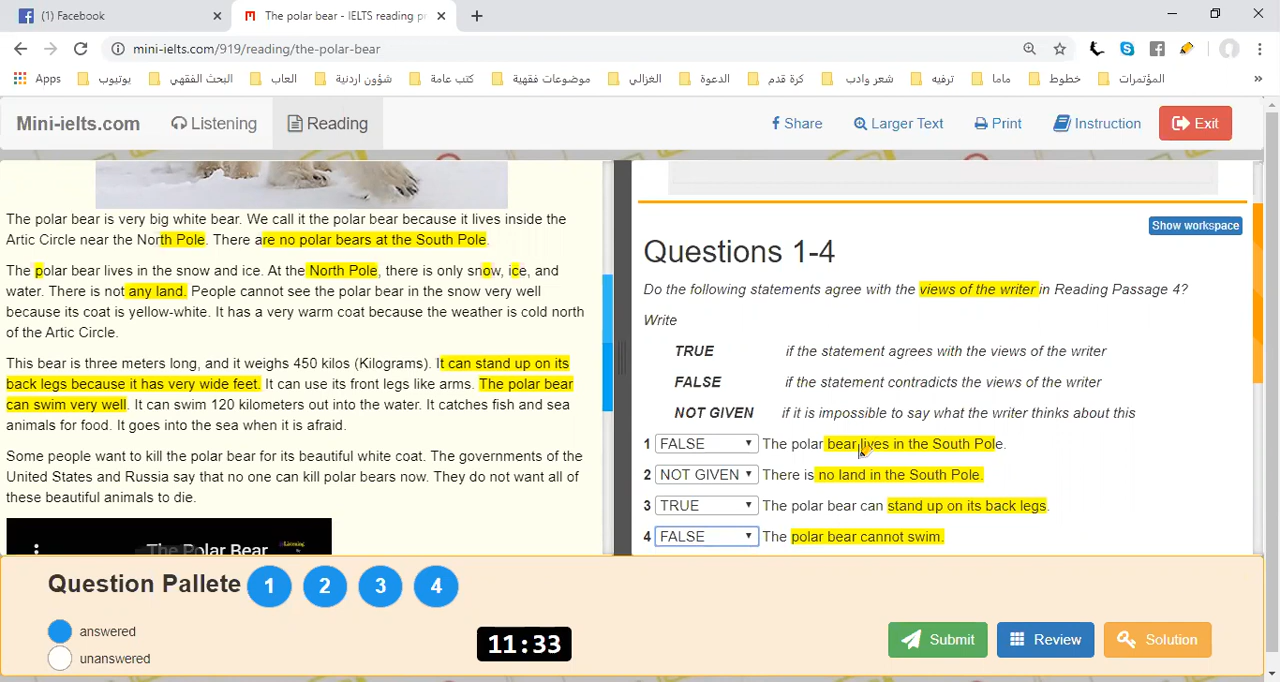 (1) Facebook
The polar bear - IELTS reading pr
mini-ielts.com/919/reading/the-polar-bear
Apps
يوتيوب
البحث الفقهي
العاب
شؤون اردنية
كتب عامة
موضوعات فقهية
الغزالي
الدعوة
كرة قدم
شعر وادب
ترفيه
ماما
خطوط
المؤتمرات
»
Mini-ielts.com
Listening
Reading
Share
Larger Text
Print
Instruction
Exit
The polar bear is very big white bear. We call it the polar bear because it lives inside the
Artic Circle near the North Pole. There are no polar bears at the South Pole.
The polar bear lives in the snow and ice. At the North Pole, there is only snow, ice, and
water. There is not any land. People cannot see the polar bear in the snow very well
because its coat is yellow-white. It has a very warm coat because the weather is cold north
of the Artic Circle.
This bear is three meters long, and it weighs 450 kilos (Kilograms). It can stand up on its
back legs because it has very wide feet. It can use its front legs like arms. The polar bear
can swim very well. It can swim 120 kilometers out into the water. It catches fish and sea
animals for food. It goes into the sea when it is afraid.
Some people want to kill the polar bear for its beautiful white coat. The governments of the
United States and Russia say that no one can kill polar bears now. They do not want all of
these beautiful animals to die.
The Polar Bear
Show workspace
Questions 1-4
Do the following statements agree with the views of the writer in Reading Passage 4?
Write
TRUE if the statement agrees with the views of the writer
FALSE if the statement contradicts the views of the writer
NOT GIVEN if it is impossible to say what the writer thinks about this
1 FALSE The polar bear lives in the South Pole.
2 NOT GIVEN There is no land in the South Pole.
3 TRUE The polar bear can stand up on its back legs.
4 FALSE The polar bear cannot swim.
Question Pallete 1 2 3 4
answered
unanswered
11:33
Submit
Review
Solution